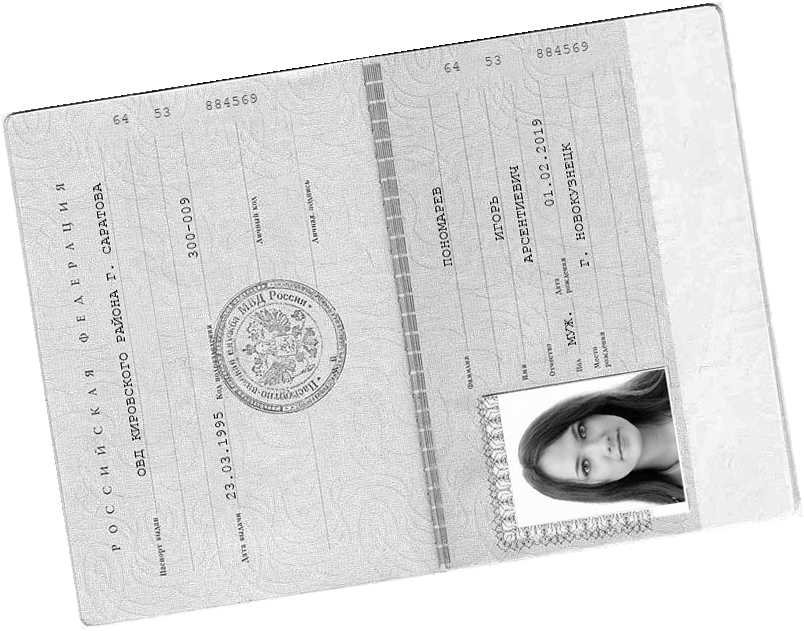 64 53 884569
РОССИЙСКАЯ ФЕДЕРАЦИЯ
ОВД КИРОВСКОГО РАЙОНА Г. САРАТОВА
Паспорт выдан
300-009
Дата выдачи 23.03.1995 Код подразделения
Личный код
Личная подпись
Паспортно-визовая служба МВД России
64 53 884569
ПОНОМАРЕВ
Фамилия
ИГОРЬ
Имя
АРСЕНТИЕВИЧ
Отчество
Пол МУЖ. Дата рождения 01.02.2019
Место рождения Г. НОВОКУЗНЕЦК